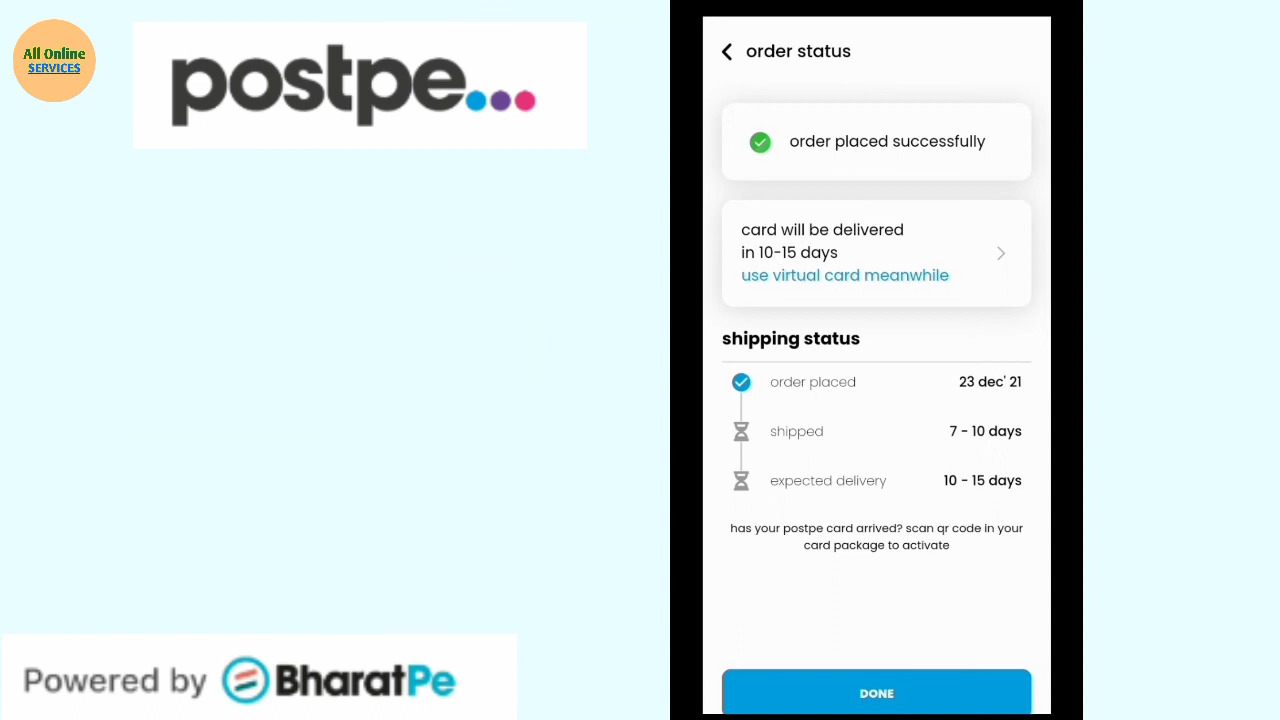 All Online
SERVICES
postpe...
order status
order placed successfully
card will be delivered
in 10-15 days
use virtual card meanwhile
shipping status
order placed 23 dec' 21
shipped 7 - 10 days
expected delivery 10 - 15 days
has your postpe card arrived? scan qr code in your
card package to activate
DONE
Powered by BharatPe